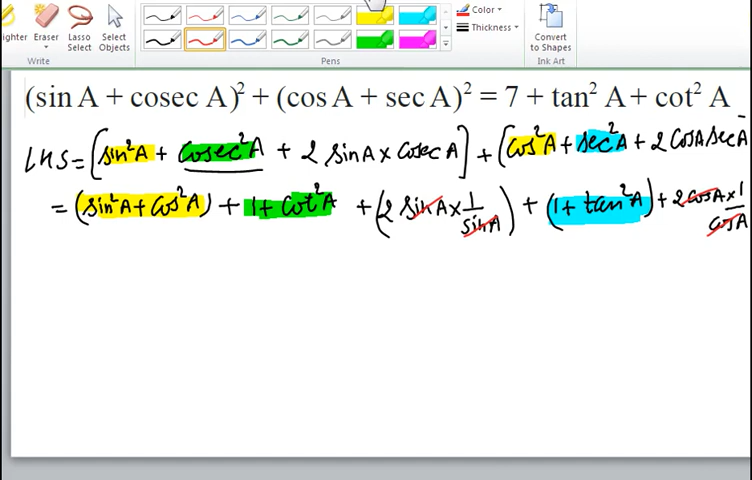 ighter Eraser Lasso Select Select Objects Color Thickness Convert to Shapes
Write Pens Ink Art
(sin A + cosec A)² + (cos A + sec A)² = 7 + tan² A + cot² A
LHS = [sin²A + cosec²A + 2 sinA × cosec A] + (cos²A + sec²A + 2 cosA secA
= (sin²A + cos²A) + 1 + cot²A + (2 sinA × 1/sinA) + (1 + tan²A) + 2 cosA × 1/cosA